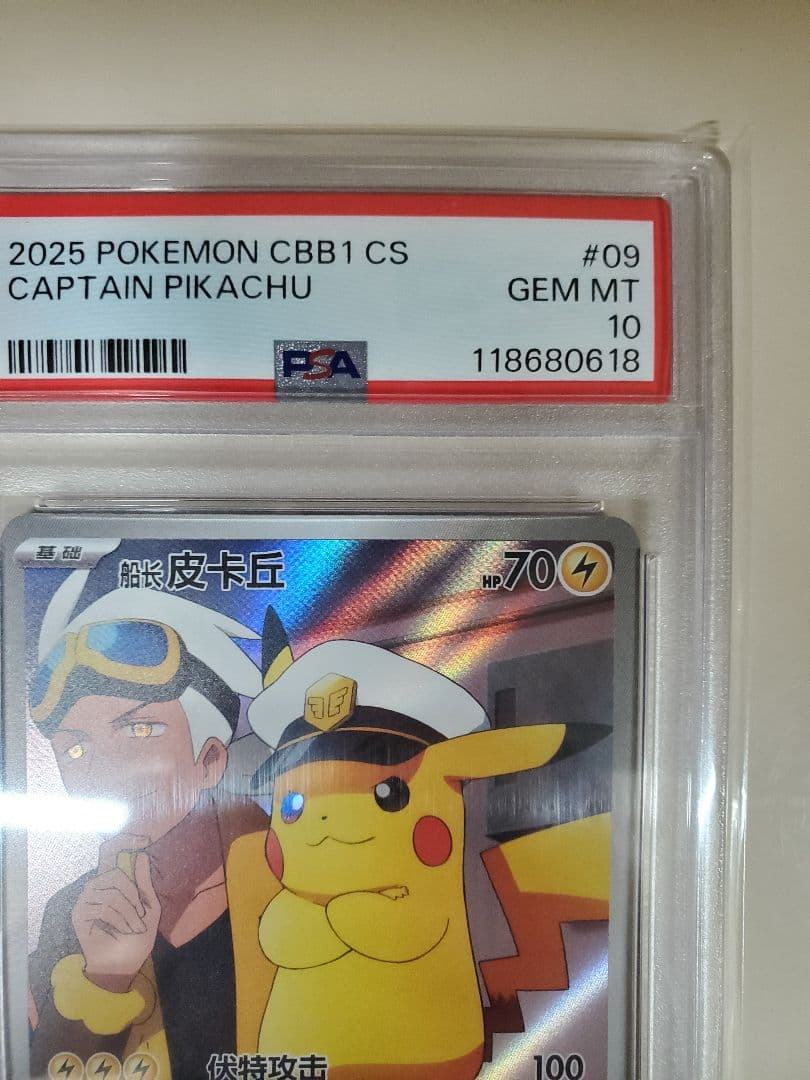 2025 POKEMON CBB1 CS #09
CAPTAIN PIKACHU GEM MT
10
PSA 118680618
基础
船长 皮卡丘 HP70
伏特攻击 100